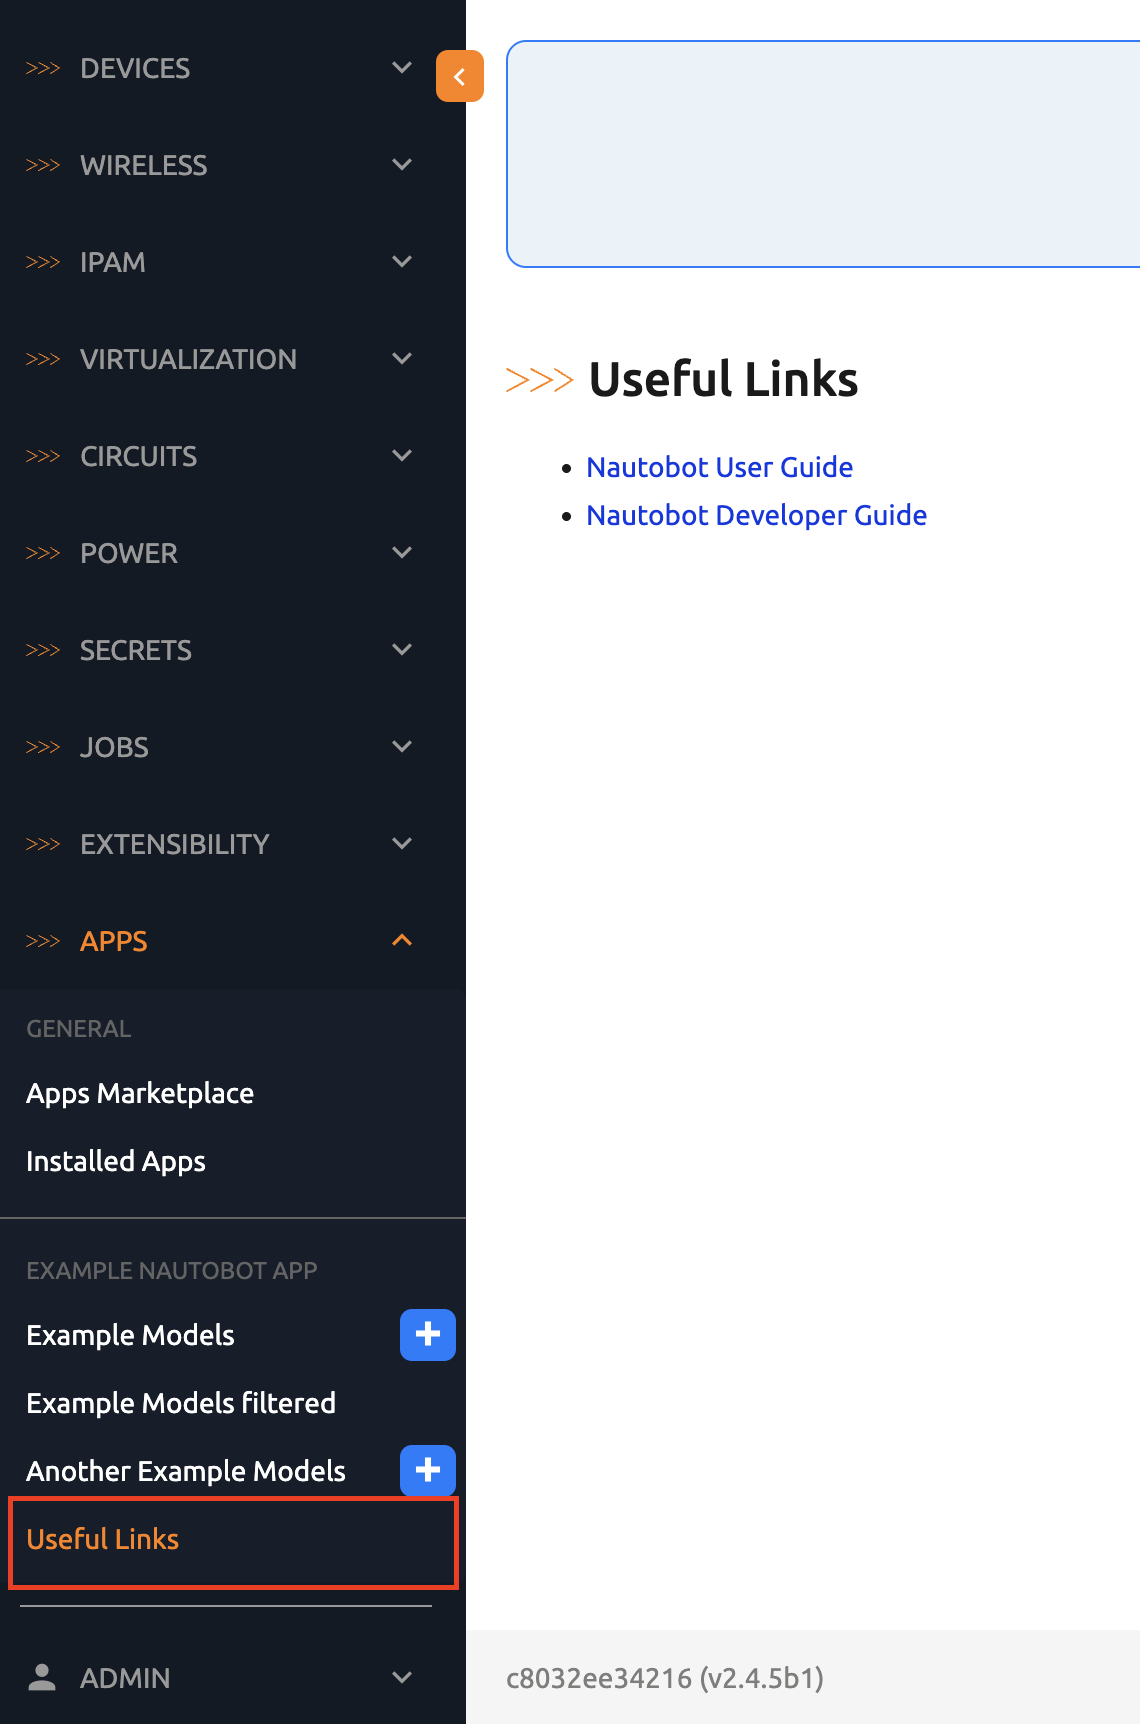 DEVICES
WIRELESS
IPAM
VIRTUALIZATION
CIRCUITS
POWER
SECRETS
JOBS
EXTENSIBILITY
APPS
GENERAL
Apps Marketplace
Installed Apps
EXAMPLE NAUTOBOT APP
Example Models
Example Models filtered
Another Example Models
Useful Links
ADMIN
Useful Links
Nautobot User Guide
Nautobot Developer Guide
c8032ee34216 (v2.4.5b1)